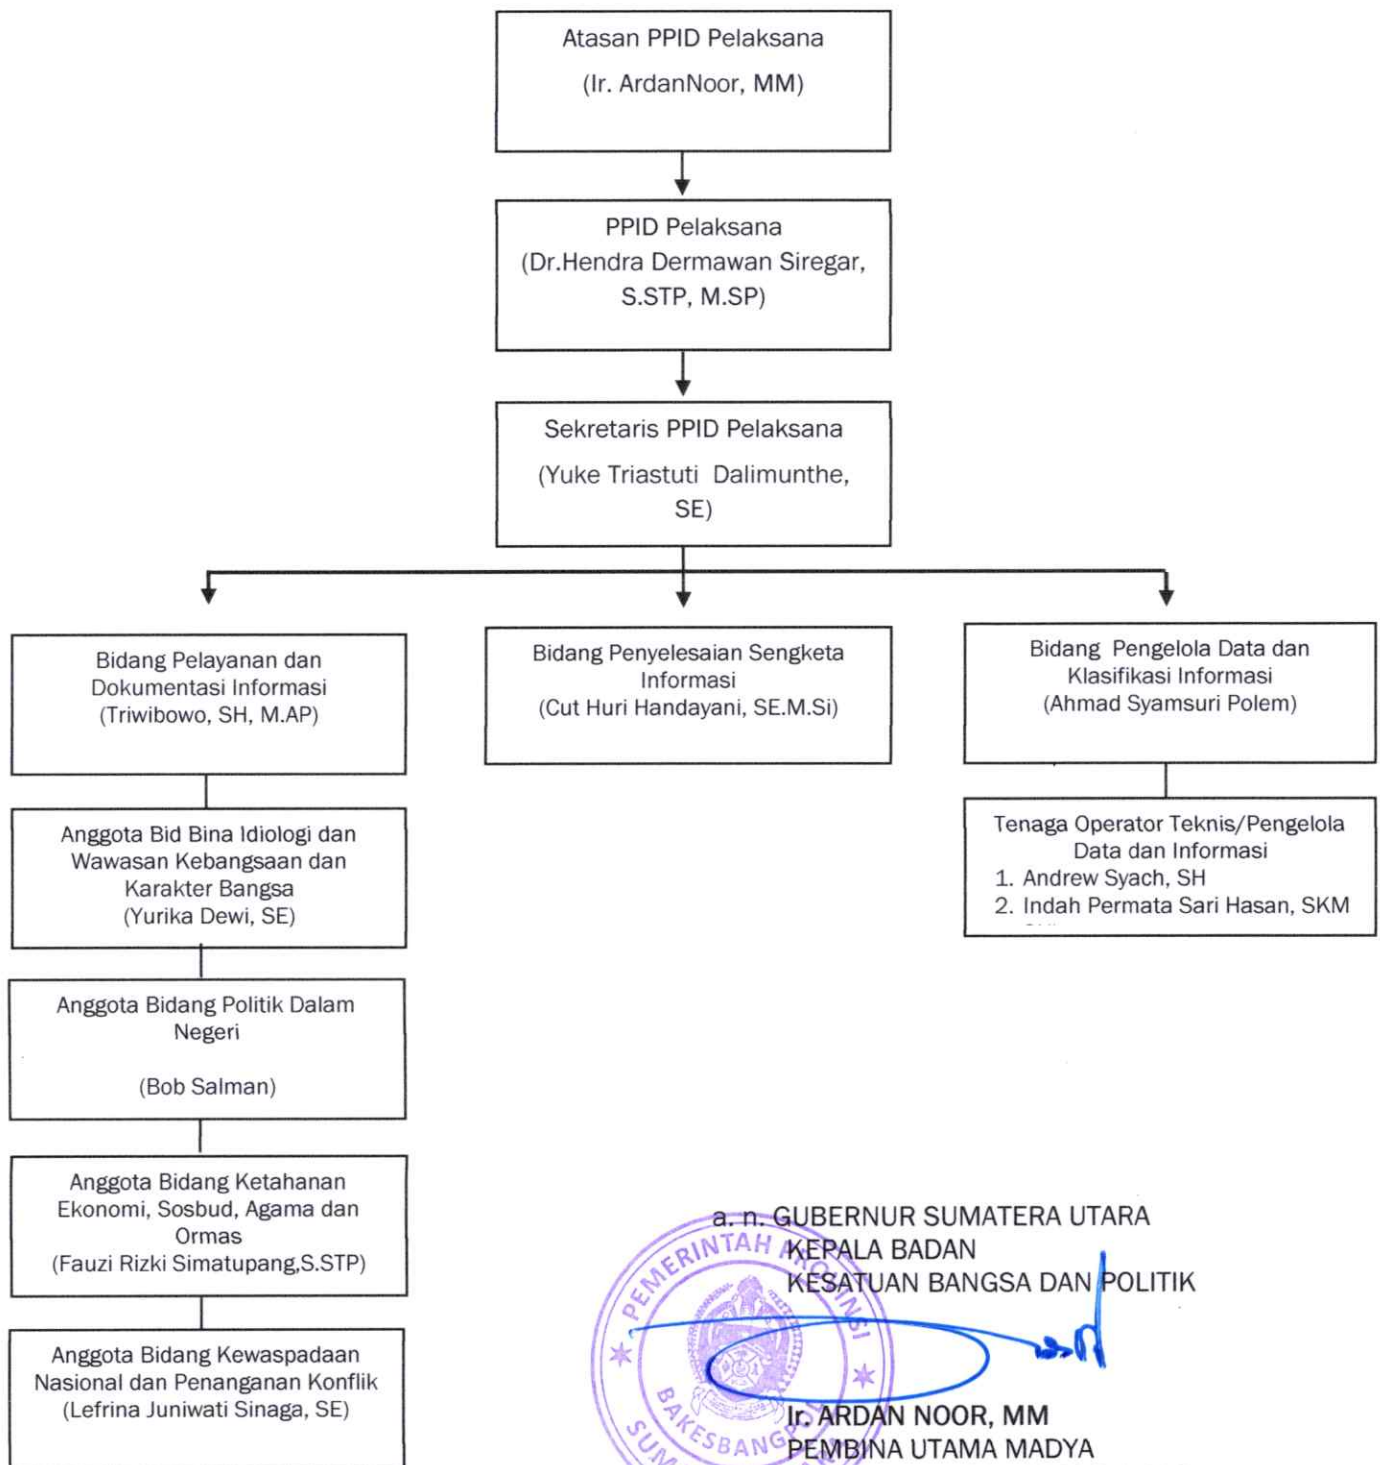 Atasan PPID Pelaksana
(Ir. ArdanNoor, MM)
PPID Pelaksana
(Dr.Hendra Dermawan Siregar,
S.STP, M.SP)
Sekretaris PPID Pelaksana
(Yuke Triastuti Dalimunthe,
SE)
Bidang Pelayanan dan
Dokumentasi Informasi
(Triwibowo, SH, M.AP)
Bidang Penyelesaian Sengketa
Informasi
(Cut Huri Handayani, SE.M.Si)
Bidang Pengelola Data dan
Klasifikasi Informasi
(Ahmad Syamsuri Polem)
Anggota Bid Bina Idiologi dan
Wawasan Kebangsaan dan
Karakter Bangsa
(Yurika Dewi, SE)
Tenaga Operator Teknis/Pengelola
Data dan Informasi
1. Andrew Syach, SH
2. Indah Permata Sari Hasan, SKM
Anggota Bidang Politik Dalam
Negeri
(Bob Salman)
Anggota Bidang Ketahanan
Ekonomi, Sosbud, Agama dan
Ormas
(Fauzi Rizki Simatupang,S.STP)
Anggota Bidang Kewaspadaan
Nasional dan Penanganan Konflik
(Lefrina Juniwati Sinaga, SE)
a. n. GUBERNUR SUMATERA UTARA
KEPALA BADAN
KESATUAN BANGSA DAN POLITIK
PEMERINTAH PROVINSI
BAKESBANGPOL
Ir. ARDAN NOOR, MM
PEMBINA UTAMA MADYA